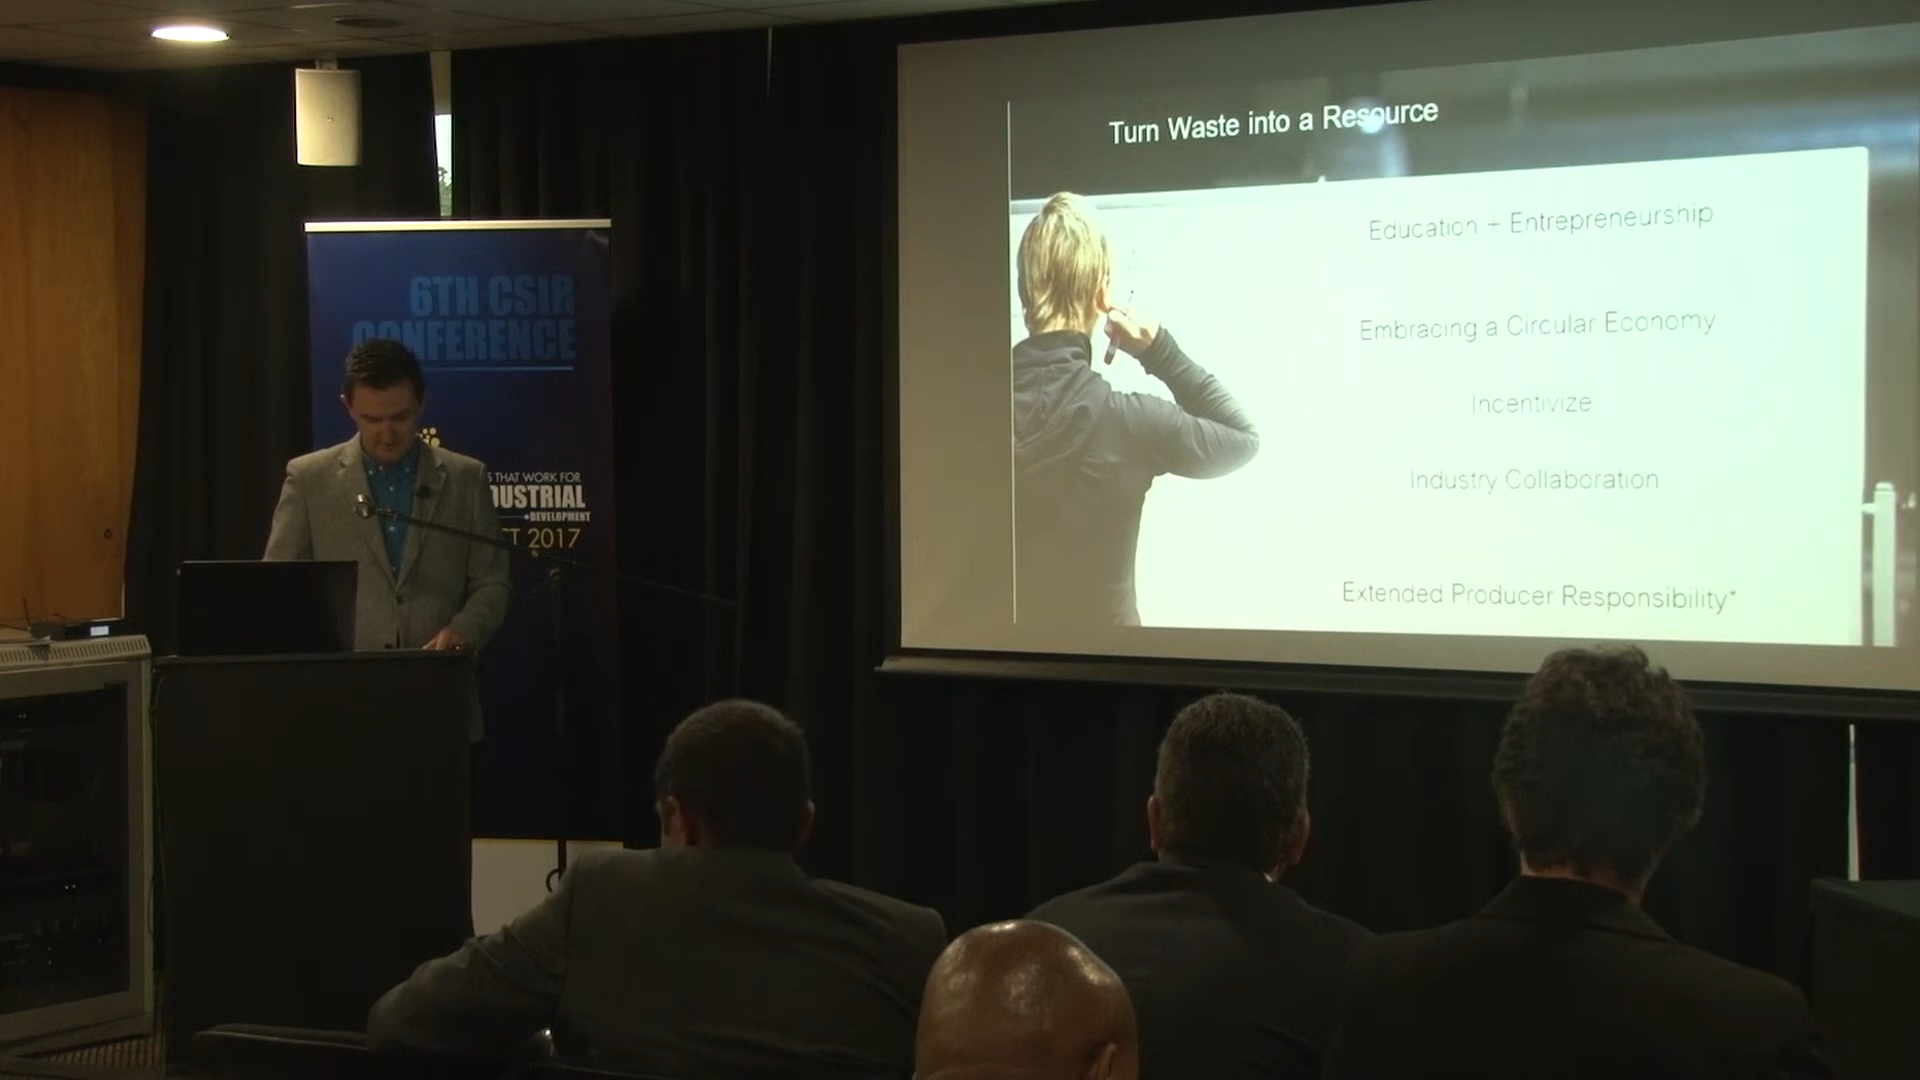 6TH CSIR
CONFERENCE
S THAT WORK FOR
DUSTRIAL
DEVELOPMENT
CT 2017
Turn Waste into a Resource
Education + Entrepreneurship
Embracing a Circular Economy
Incentivize
Industry Collaboration
Extended Producer Responsibility*